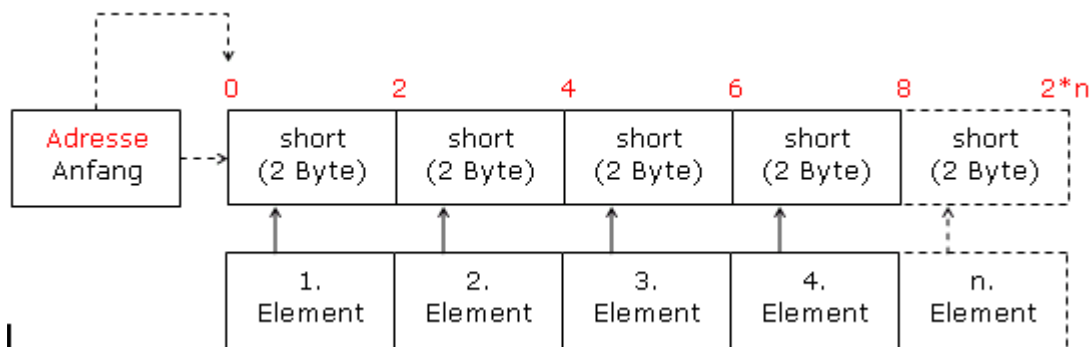 0 2 4 6 8 2*n
Adresse
Anfang
short short short short short
(2 Byte) (2 Byte) (2 Byte) (2 Byte) (2 Byte)
1. 2. 3. 4. n.
Element Element Element Element Element